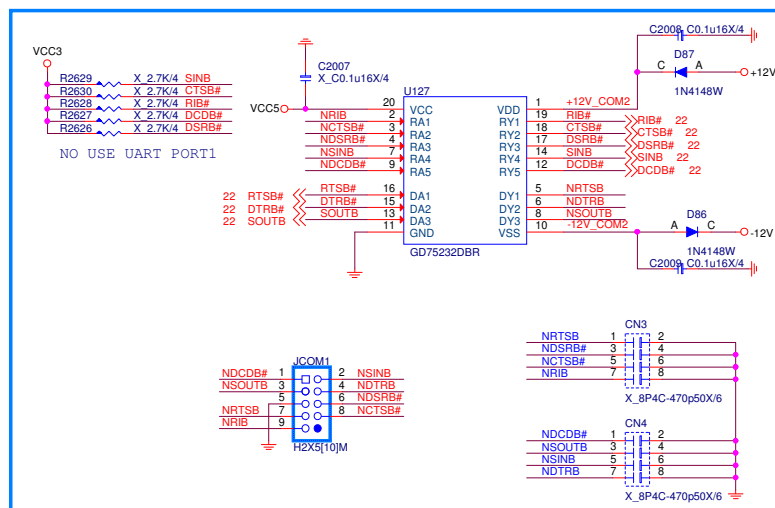 VCC3
R2629 X_2.7K/4 SINB
R2630 X_2.7K/4 CTSB#
R2628 X_2.7K/4 RIB#
R2627 X_2.7K/4 DCDB#
R2626 X_2.7K/4 DSRB#
NO USE UART PORT1
C2007
X_C0.1u16X/4
VCC5
C2008 C0.1u16X/4
D87
C A
+12V
1N4148W
U127
20 VCC VDD 1 +12V_COM2
NRIB 2 RA1 RY1 19 RIB# RIB# 22
NCTSB# 3 RA2 RY2 18 CTSB# CTSB# 22
NDSRB# 4 RA3 RY3 17 DSRB# DSRB# 22
NSINB 7 RA4 RY4 14 SINB SINB 22
NDCDB# 9 RA5 RY5 12 DCDB# DCDB# 22
22 RTSB# RTSB# 16 DA1 DY1 5 NRTSB
22 DTRB# DTRB# 15 DA2 DY2 6 NDTRB
22 SOUTB SOUTB 13 DA3 DY3 8 NSOUTB
11 GND VSS 10 -12V_COM2
GD75232DBR
D86
A C
-12V
1N4148W
C2009 C0.1u16X/4
JCOM1
NDCDB# 1 2 NSINB
NSOUTB 3 4 NDTRB
5 6 NDSRB#
NRTSB 7 8 NCTSB#
NRIB 9
H2X5[10]M
CN3
NRTSB 1 2
NDSRB# 3 4
NCTSB# 5 6
NRIB 7 8
X_8P4C-470p50X/6
CN4
NDCDB# 1 2
NSOUTB 3 4
NSINB 5 6
NDTRB 7 8
X_8P4C-470p50X/6